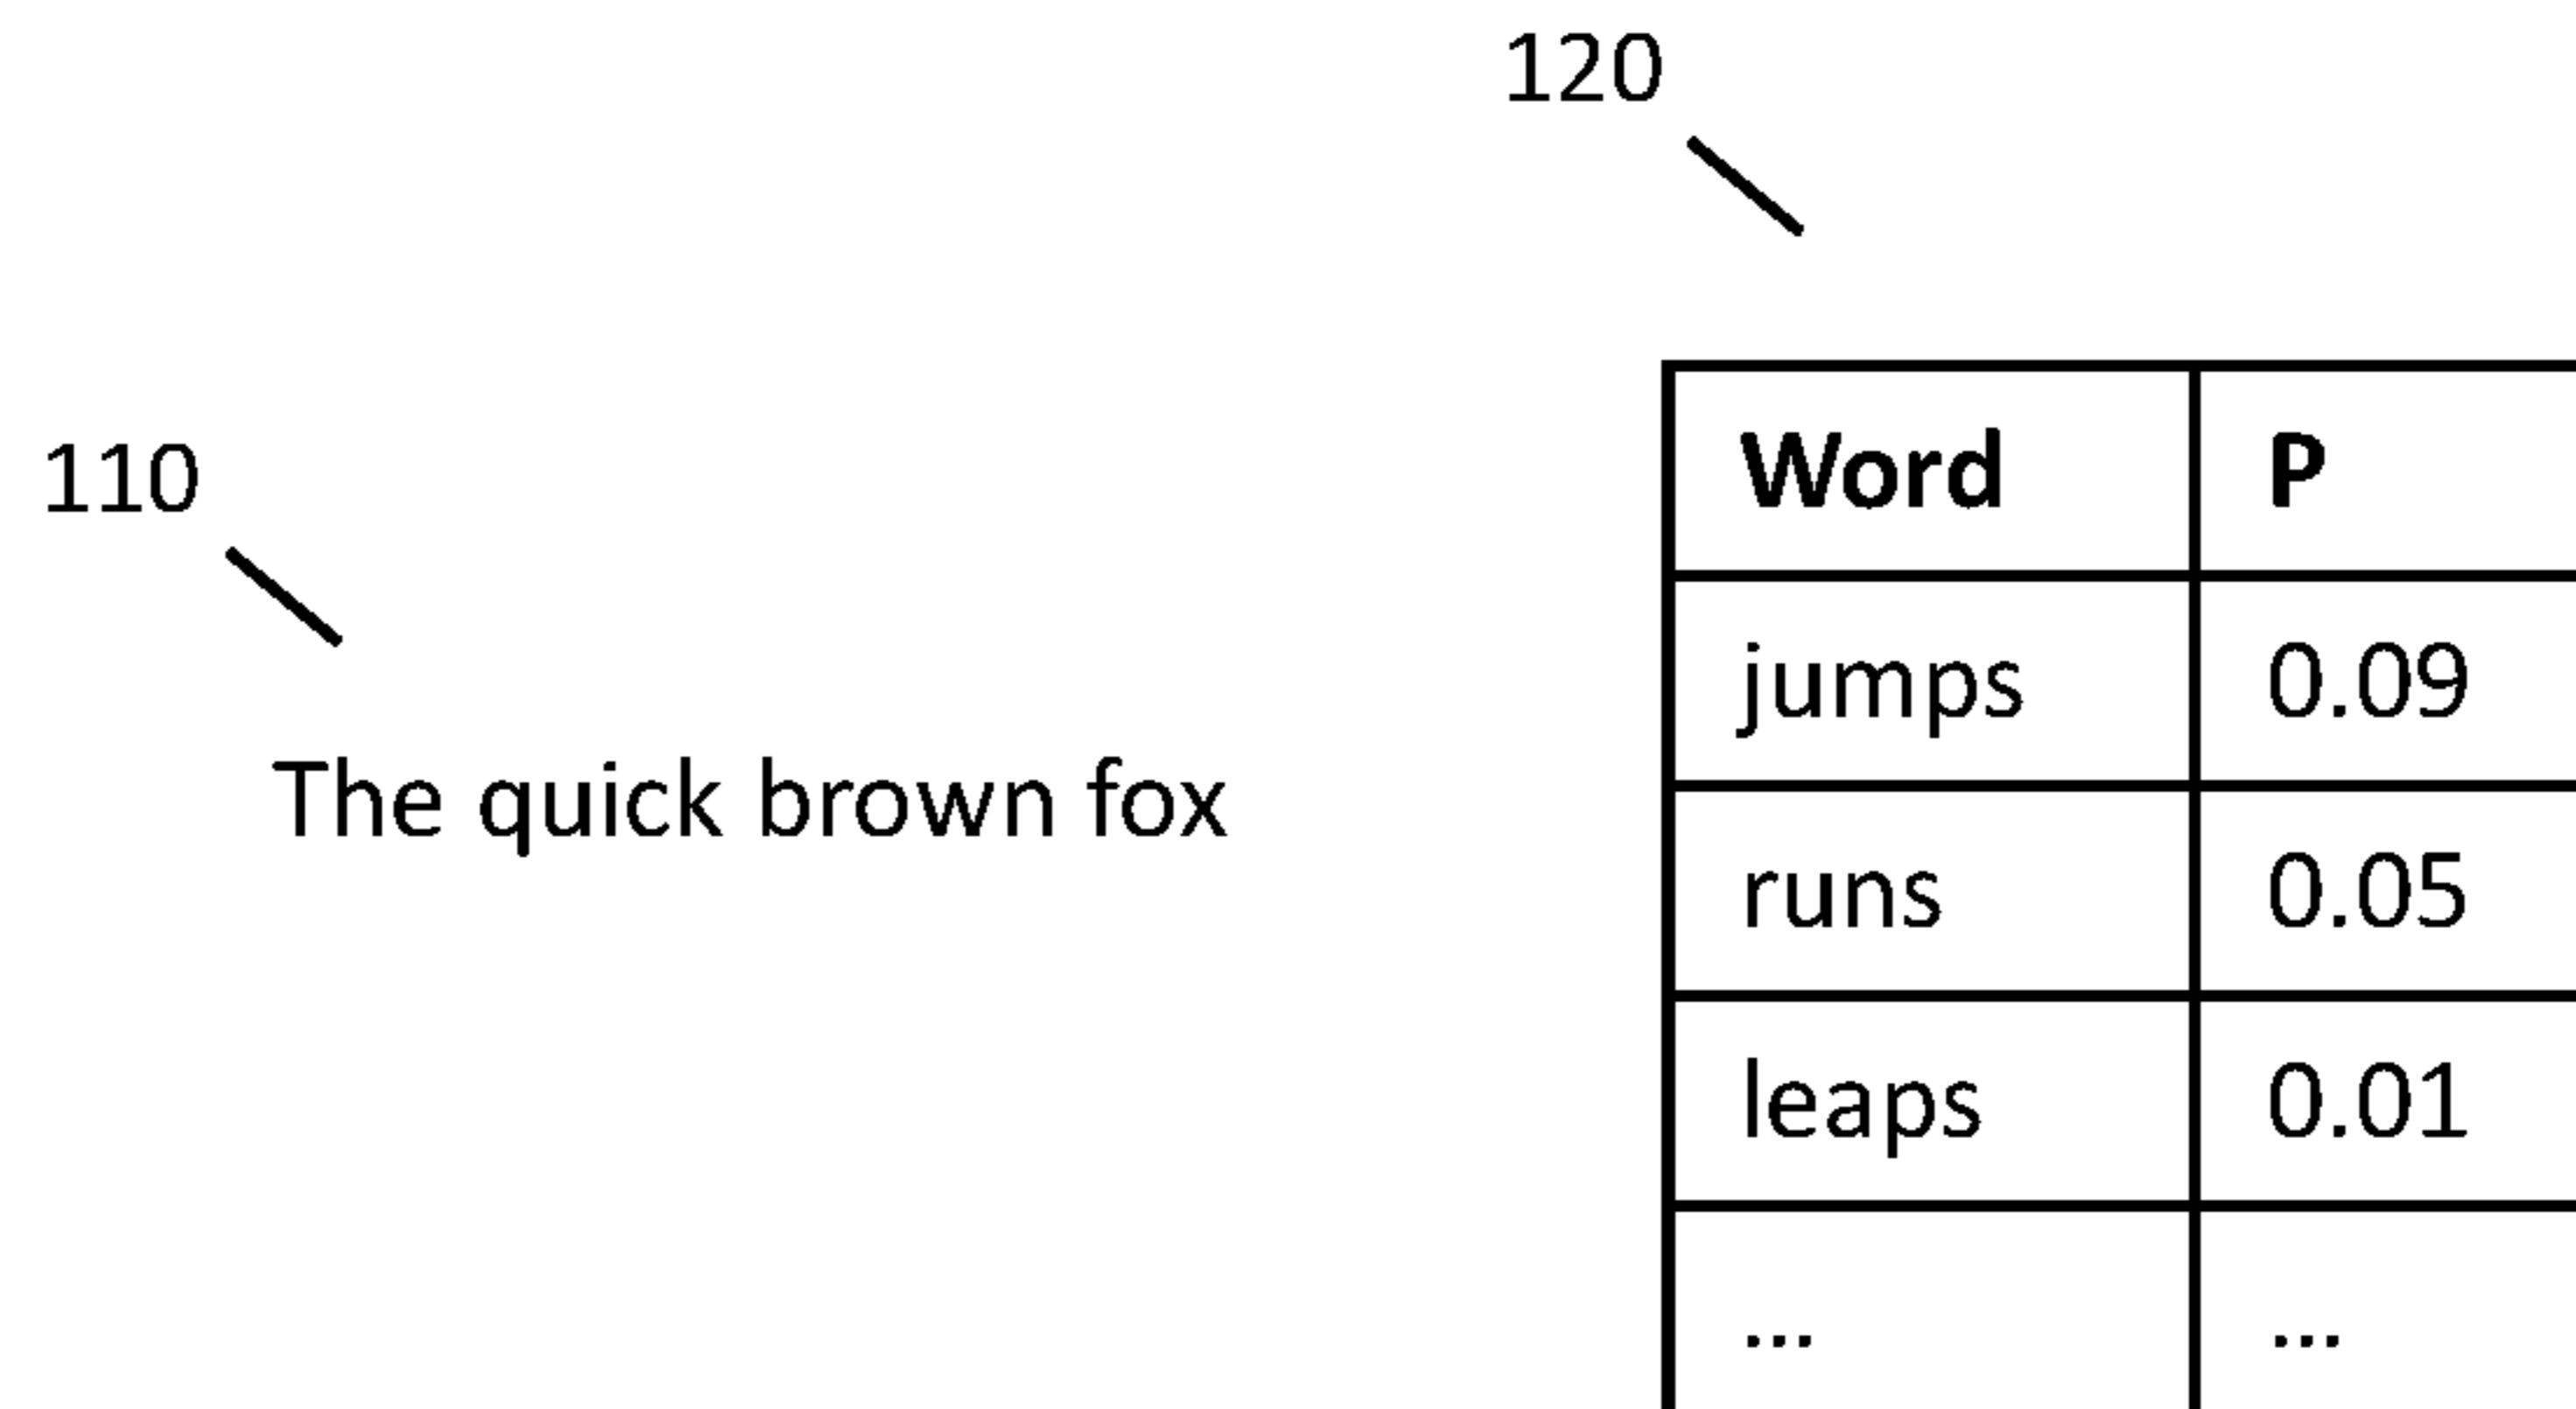 120
110
The quick brown fox
Word P
jumps 0.09
runs 0.05
leaps 0.01
... ...